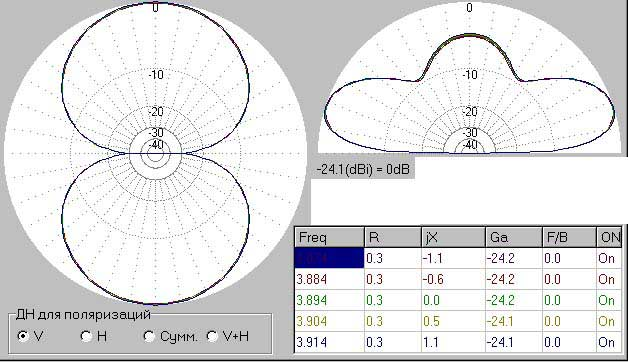 0
-10
-20
-30
-40
0
-10
-20
-30
-40
-24.1(dBi) = 0dB
Freq R jX Ga F/B ON
0.3 -1.1 -24.2 0.0 On
3.884 0.3 -0.6 -24.2 0.0 On
3.894 0.3 0.0 -24.2 0.0 On
3.904 0.3 0.5 -24.1 0.0 On
3.914 0.3 1.1 -24.1 0.0 On
ДН для поляризаций
V H Сумм. V+H